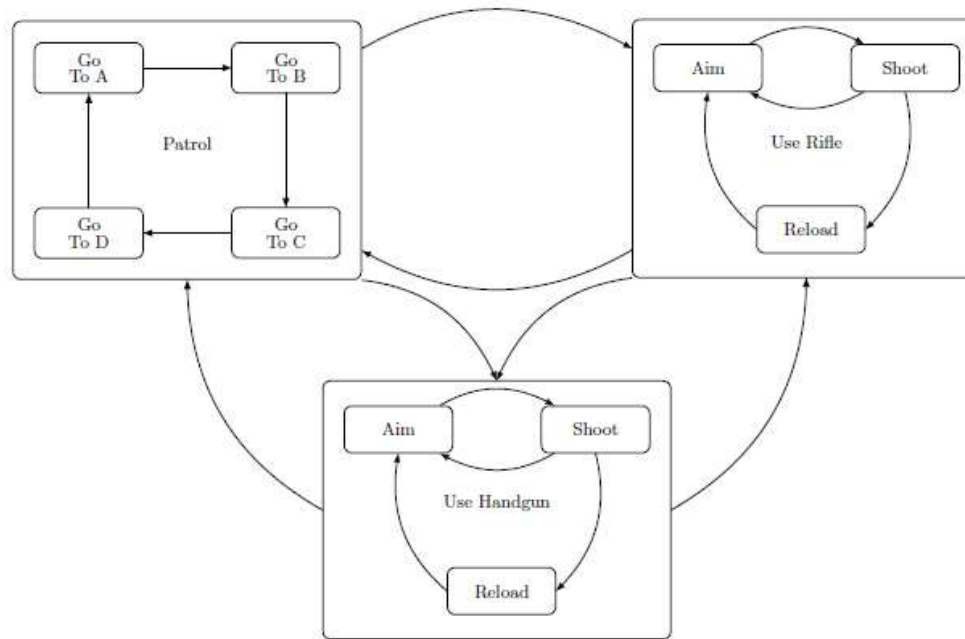 Go
To A
Go
To B
Patrol
Go
To D
Go
To C
Aim
Shoot
Use Rifle
Reload
Aim
Shoot
Use Handgun
Reload